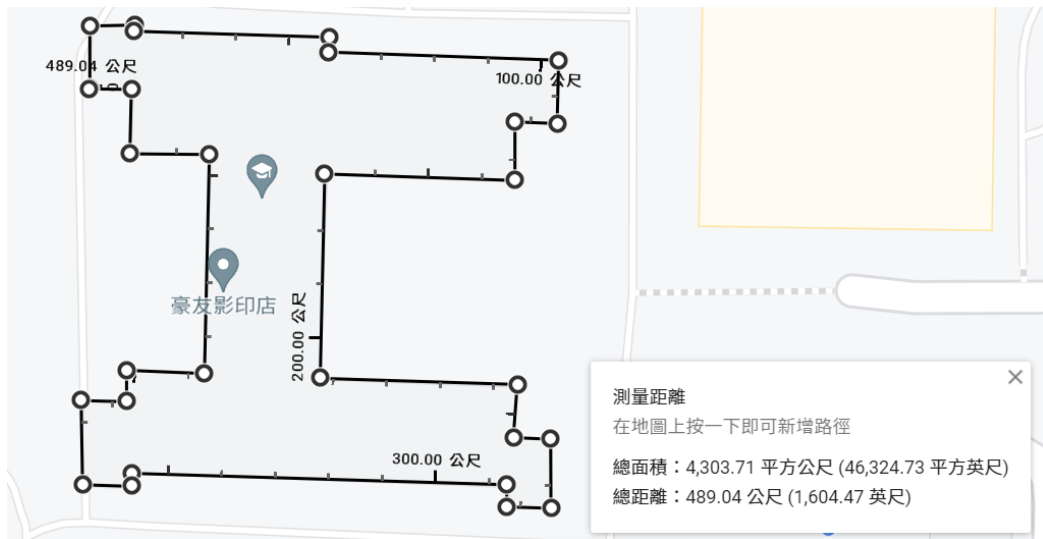 489.04 公尺
100.00 公尺
豪友影印店
200.00 公尺
300.00 公尺
測量距離
在地圖上按一下即可新增路徑
總面積：4,303.71 平方公尺 (46,324.73 平方英尺)
總距離：489.04 公尺 (1,604.47 英尺)